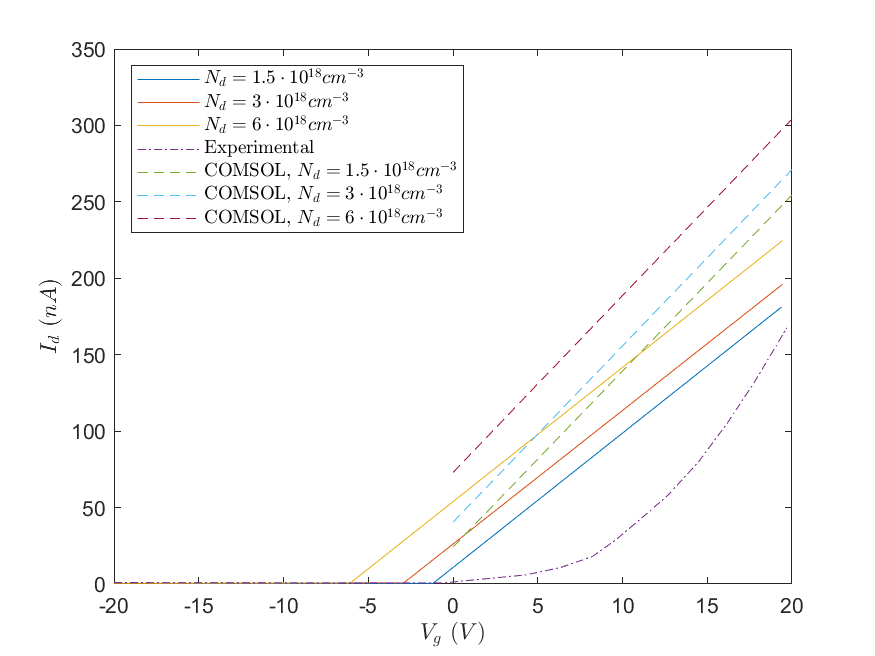 350
300
250
200
150
100
50
0
I_d (nA)
N_d = 1.5 · 10^18 cm^−3
N_d = 3 · 10^18 cm^−3
N_d = 6 · 10^18 cm^−3
Experimental
COMSOL, N_d = 1.5 · 10^18 cm^−3
COMSOL, N_d = 3 · 10^18 cm^−3
COMSOL, N_d = 6 · 10^18 cm^−3
-20 -15 -10 -5 0 5 10 15 20
V_g (V)